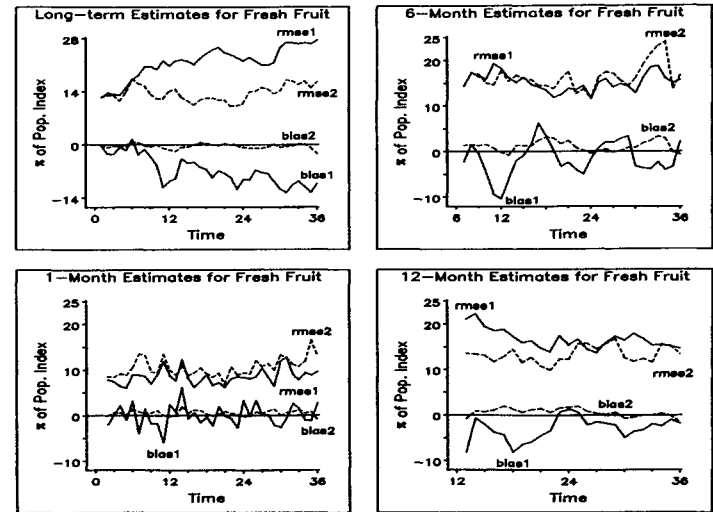 Long-term Estimates for Fresh Fruit
% of Pop. Index
28
14
0
-14
rmse1
rmse2
bias2
bias1
0
12
24
36
Time
6-Month Estimates for Fresh Fruit
% of Pop. Index
25
20
10
0
-10
rmse1
rmse2
bias2
bias1
6
12
24
36
Time
1-Month Estimates for Fresh Fruit
% of Pop. Index
25
20
10
0
-10
rmse2
rmse1
bias2
bias1
0
12
24
36
Time
12-Month Estimates for Fresh Fruit
% of Pop. Index
25
20
10
0
-10
rmse1
rmse2
bias2
bias1
12
24
36
Time